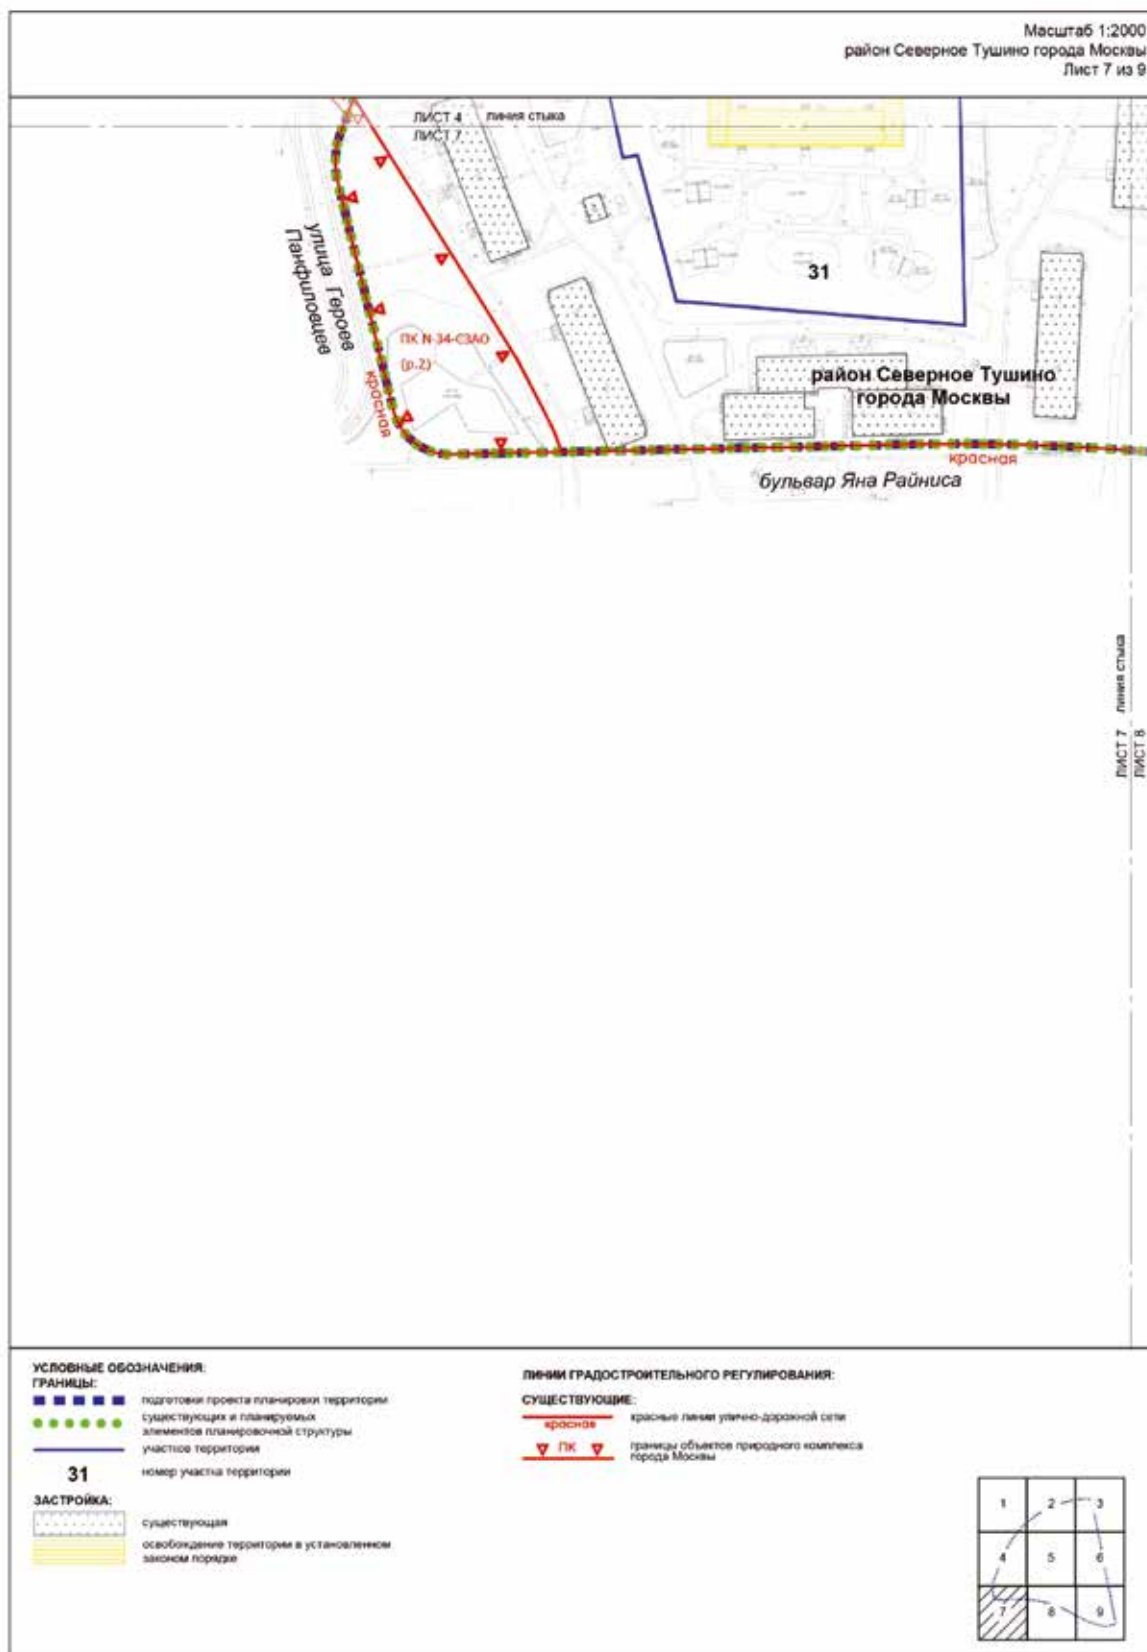 Масштаб 1:2000
район Северное Тушино города Москвы
Лист 7 из 9
ЛИСТ 4 линия стыка
ЛИСТ 7
улица Героев
Панфиловцев
красная
ПК N-34-СЗАО
(р.2)
31
район Северное Тушино
города Москвы
красная
бульвар Яна Райниса
ЛИСТ 7 линия стыка
ЛИСТ 8
УСЛОВНЫЕ ОБОЗНАЧЕНИЯ:
ГРАНИЦЫ:
подготовки проекта планировки территории
существующих и планируемых
элементов планировочной структуры
участков территории
31 номер участка территории
ЗАСТРОЙКА:
существующая
освобождение территории в установленном
законом порядке
ЛИНИИ ГРАДОСТРОИТЕЛЬНОГО РЕГУЛИРОВАНИЯ:
СУЩЕСТВУЮЩИЕ:
красная красные линии улично-дорожной сети
ПК границы объектов природного комплекса
города Москвы
1 2 3
4 5 6
7 8 9